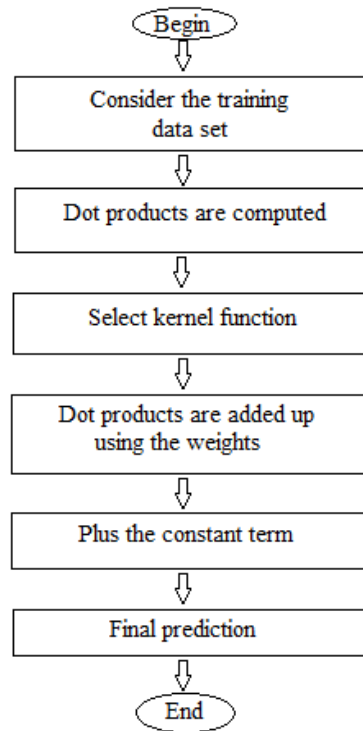 Begin
Consider the training
data set
Dot products are computed
Select kernel function
Dot products are added up
using the weights
Plus the constant term
Final prediction
End